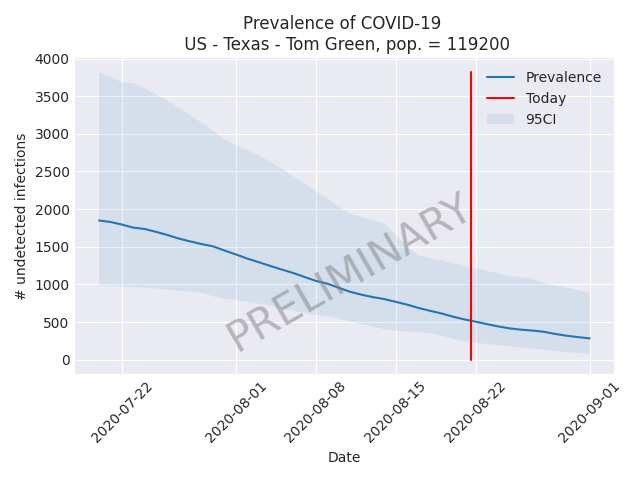 Prevalence of COVID-19
US - Texas - Tom Green, pop. = 119200
# undetected infections
4000
3500
3000
2500
2000
1500
1000
500
0
Prevalence
Today
95CI
PRELIMINARY
2020-07-22
2020-08-01
2020-08-08
2020-08-15
2020-08-22
2020-09-01
Date